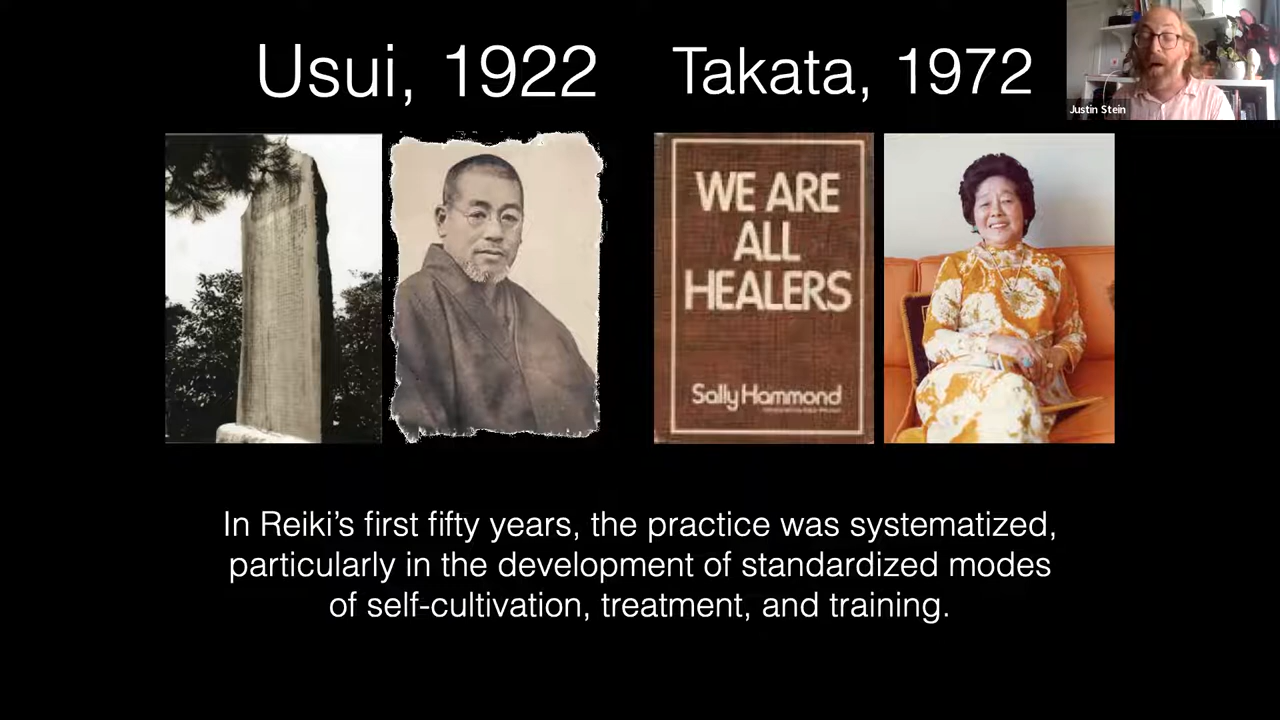 Usui, 1922
Takata, 1972
Justin Stein
WE ARE
ALL
HEALERS
Sally Hammond
In Reiki’s first fifty years, the practice was systematized,
particularly in the development of standardized modes
of self-cultivation, treatment, and training.